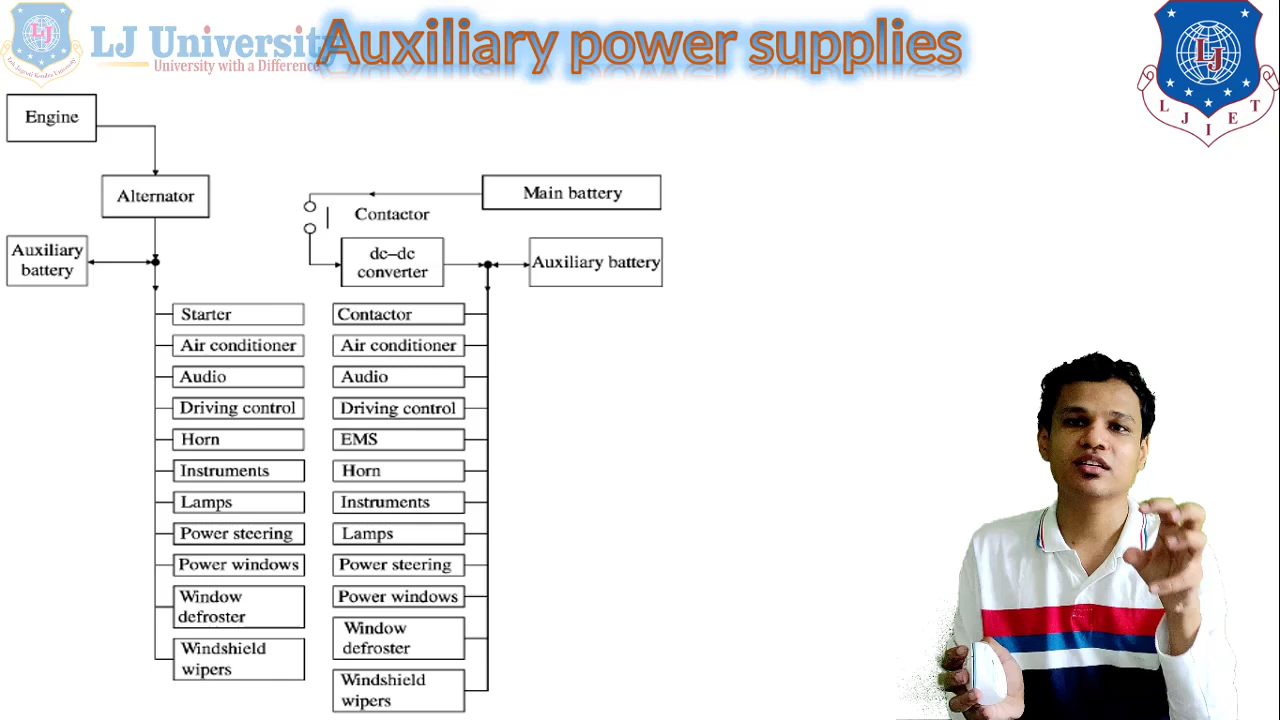 LJ University
University with a Difference
Auxiliary power supplies
LJ
LJ
L J I E T
Engine
Alternator
Auxiliary
battery
Starter
Air conditioner
Audio
Driving control
Horn
Instruments
Lamps
Power steering
Power windows
Window
defroster
Windshield
wipers
Main battery
Contactor
dc–dc
converter
Auxiliary battery
Contactor
Air conditioner
Audio
Driving control
EMS
Horn
Instruments
Lamps
Power steering
Power windows
Window
defroster
Windshield
wipers